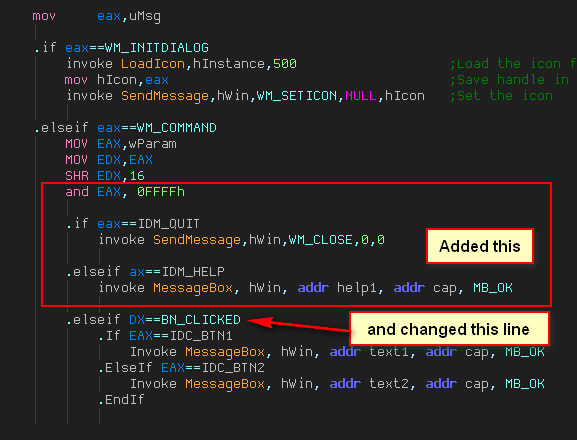 mov eax,uMsg
.if eax==WM_INITDIALOG
invoke LoadIcon,hInstance,500 ;Load the icon f
mov hIcon,eax ;Save handle in
invoke SendMessage,hWin,WM_SETICON,NULL,hIcon ;Set the icon
.elseif eax==WM_COMMAND
MOV EAX,wParam
MOV EDX,EAX
SHR EDX,16
and EAX, 0FFFFh
.if eax==IDM_QUIT
invoke SendMessage,hWin,WM_CLOSE,0,0
Added this
.elseif ax==IDM_HELP
invoke MessageBox, hWin, addr help1, addr cap, MB_OK
.elseif DX==BN_CLICKED
and changed this line
.If EAX==IDC_BTN1
Invoke MessageBox, hWin, addr text1, addr cap, MB_OK
.ElseIf EAX==IDC_BTN2
Invoke MessageBox, hWin, addr text2, addr cap, MB_OK
.EndIf